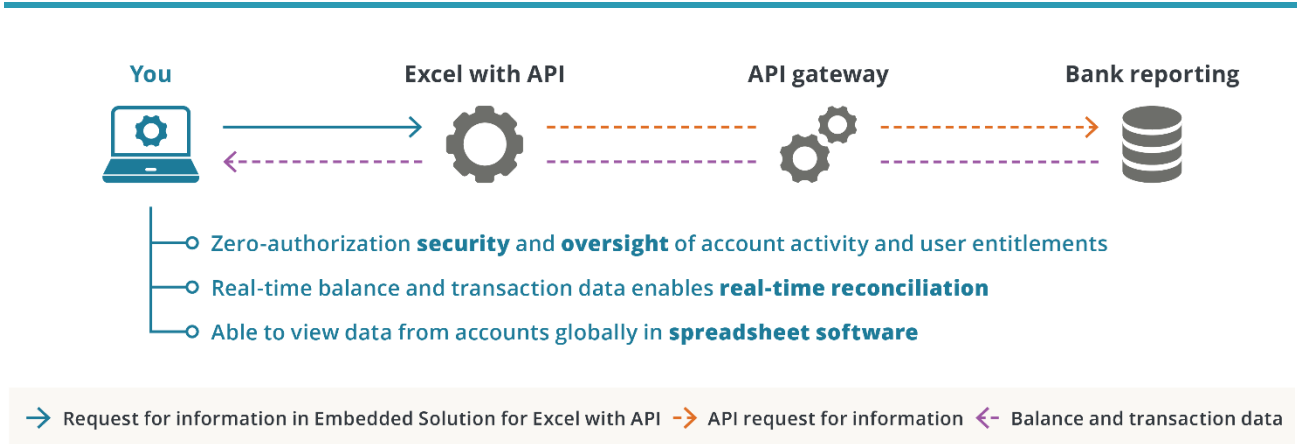 You
Excel with API
API gateway
Bank reporting
Zero-authorization security and oversight of account activity and user entitlements
Real-time balance and transaction data enables real-time reconciliation
Able to view data from accounts globally in spreadsheet software
Request for information in Embedded Solution for Excel with API
API request for information
Balance and transaction data